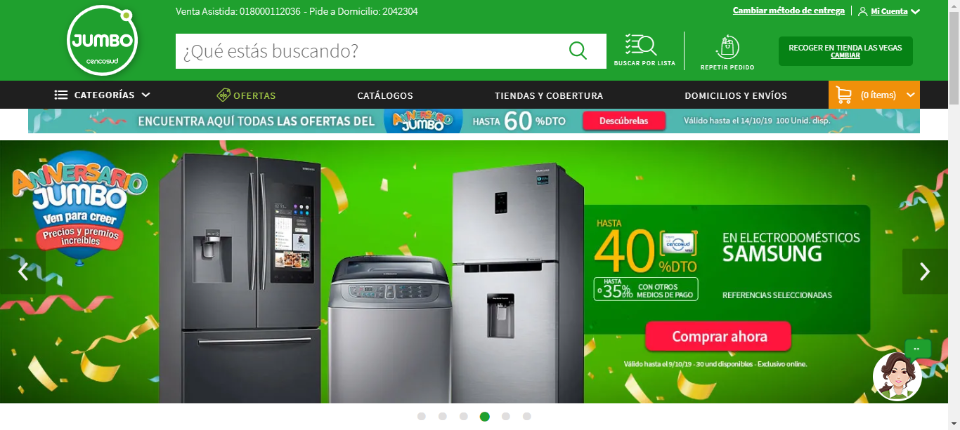 Venta Asistida: 018000112036 - Pide a Domicilio: 2042304
Cambiar método de entrega
Mi Cuenta
JUMBO
cencosud
¿Qué estás buscando?
BUSCAR POR LISTA
REPETIR PEDIDO
RECOGER EN TIENDA LAS VEGAS
CAMBIAR
CATEGORÍAS
OFERTAS
CATÁLOGOS
TIENDAS Y COBERTURA
DOMICILIOS Y ENVÍOS
(0 ítems)
ENCUENTRA AQUÍ TODAS LAS OFERTAS DEL
ANIVERSARIO
JUMBO
HASTA 60 %DTO
Descúbrelas
Válido hasta el 14/10/19 100 Unid. disp.
ANIVERSARIO
JUMBO
Ven para creer
Precios y premios
increíbles
SAMSUNG
HASTA
40 %DTO
cencosud
o HASTA 35% DTO
CON OTROS
MEDIOS DE PAGO
EN ELECTRODOMÉSTICOS
SAMSUNG
REFERENCIAS SELECCIONADAS
Comprar ahora
Válido hasta el 9/10/19 - 30 und disponibles - Exclusivo online.